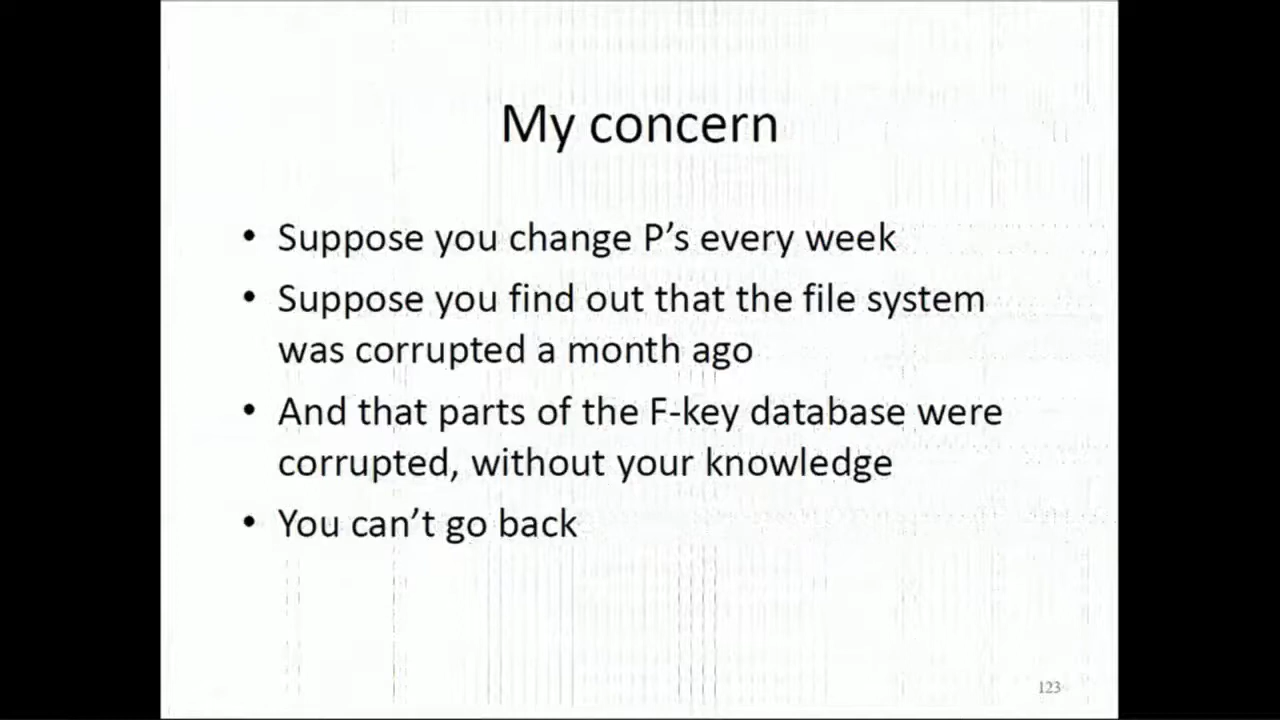 My concern
• Suppose you change P's every week
• Suppose you find out that the file system
was corrupted a month ago
• And that parts of the F-key database were
corrupted, without your knowledge
• You can't go back
123